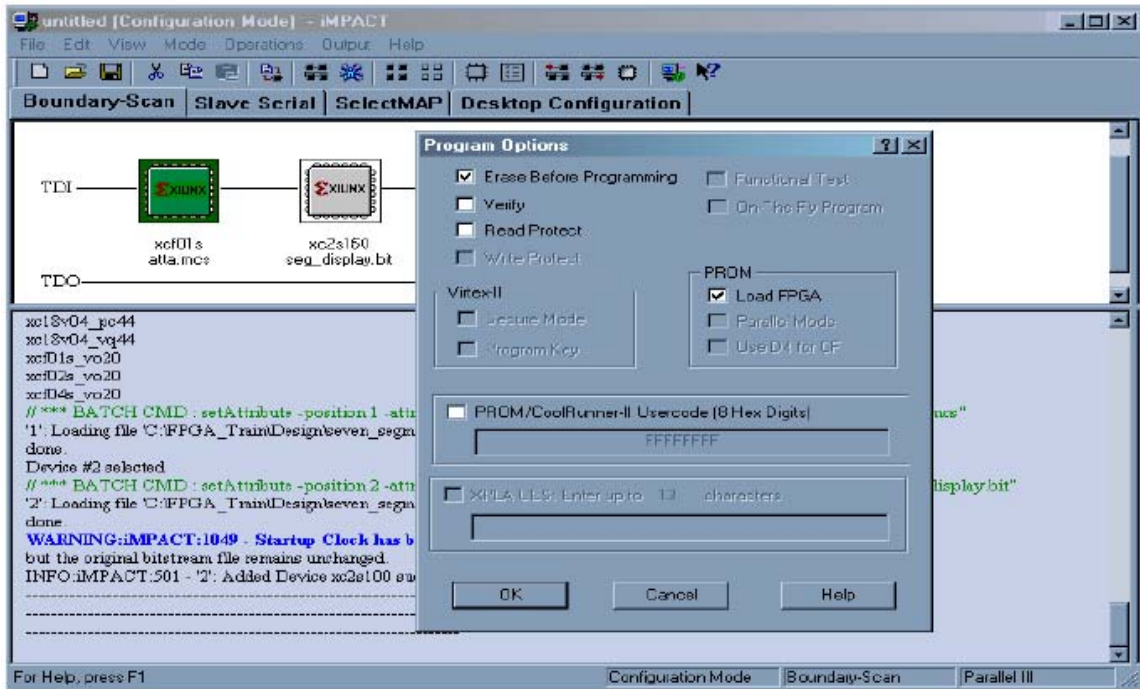 untitled [Configuration Mode] - iMPACT
File Edit View Mode Operations Output Help
Boundary-Scan Slave Serial SelectMAP Desktop Configuration
TDI
XILINX
XILINX
xcf01s
atta.mcs
xc2s150
seg_display.bit
TDO
xc18v04_pc44
xc18v04_vq44
xcf01s_vo20
xcf02s_vo20
xcf04s_vo20
// *** BATCH CMD : setAttribute -position 1 -attr
mcs"
'1': Loading file 'C:\FPGA_Train\Design\seven_segm
done.
Device #2 selected
// *** BATCH CMD : setAttribute -position 2 -attr
display.bit"
'2': Loading file 'C:\FPGA_Train\Design\seven_segm
done.
WARNING:iMPACT:1049 - Startup Clock has b
but the original bitstream file remains unchanged.
INFO:iMPACT:501 - '2': Added Device xc2s100 su
Program Options
Erase Before Programming
Functional Test
Verify
On-The-Fly Program
Read Protect
Write Protect
Virtex-II
Secure Mode
Program Key
PROM
Load FPGA
Parallel Mode
Use D4 for CF
PROM/CoolRunner-II Usercode (8 Hex Digits)
FFFFFFFF
XPLA UES: Enter up to 13 characters
OK Cancel Help
For Help, press F1
Configuration Mode Boundary-Scan Parallel III